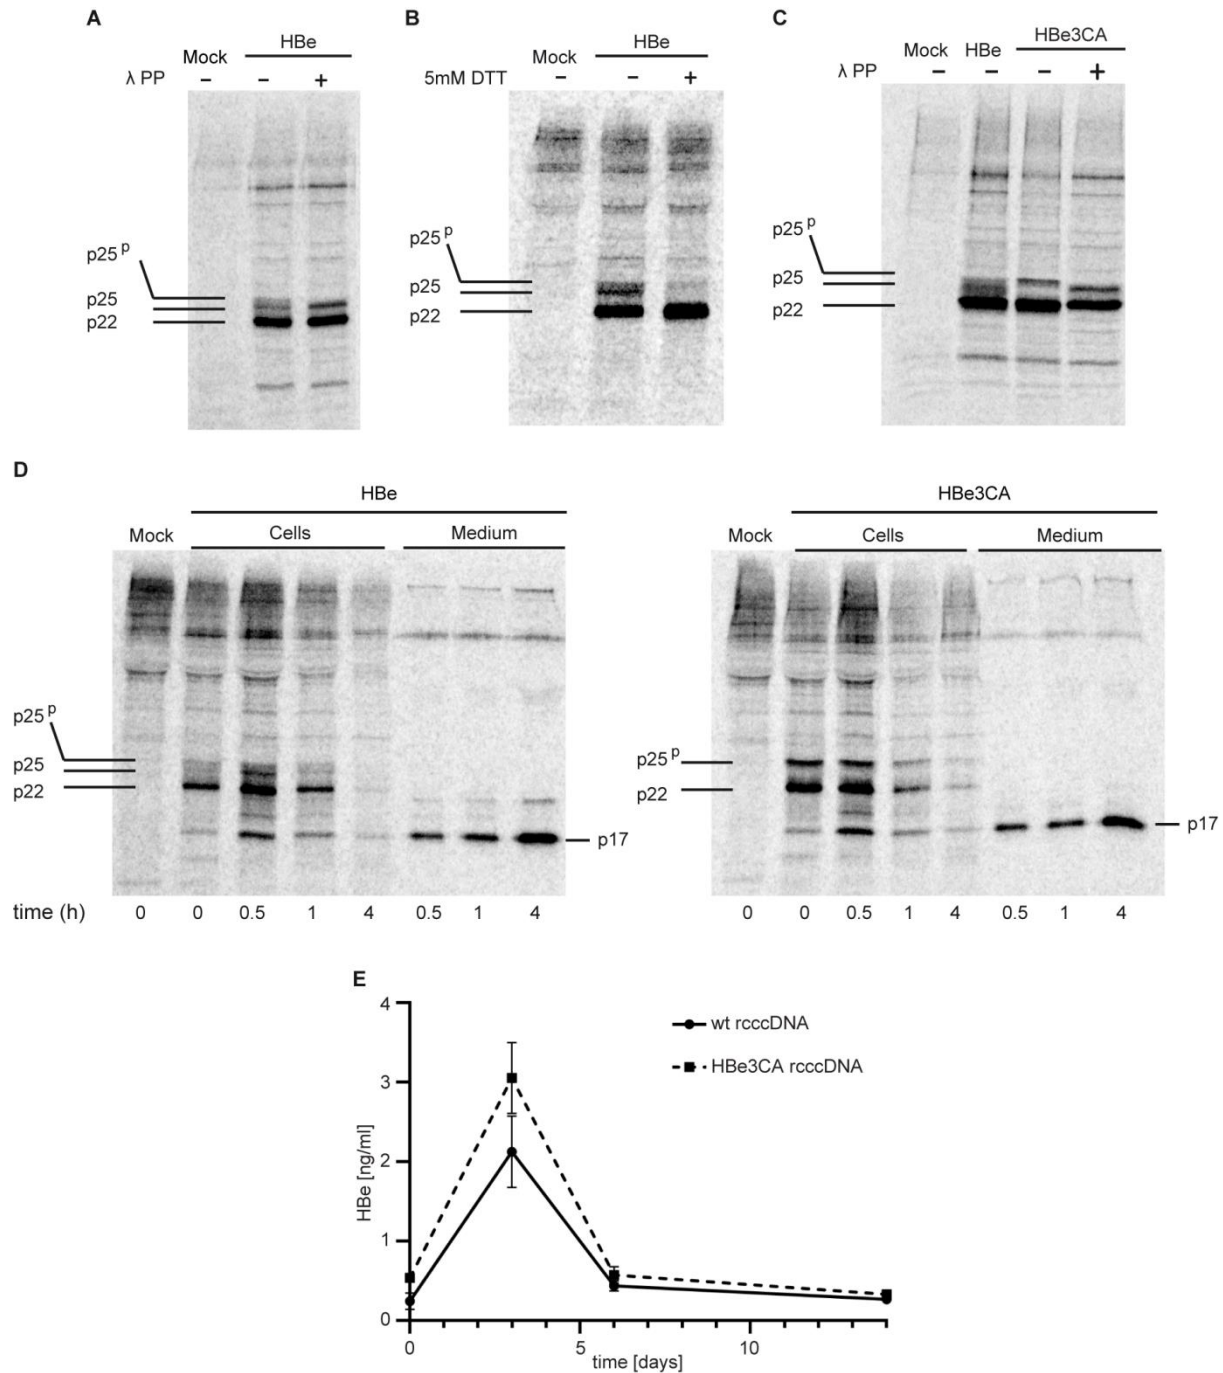 A
HBe
Mock
λ PP – – +
p25 p
p25
p22
B
HBe
Mock
5mM DTT – – +
p25 p
p25
p22
C
HBe3CA
Mock HBe
λ PP – – – +
p25 p
p25
p22
D
HBe
Mock Cells Medium
p25 p
p25
p22
p17
time (h) 0 0 0.5 1 4 0.5 1 4
HBe3CA
Mock Cells Medium
p25 p
p22
p17
0 0 0.5 1 4 0.5 1 4
E
4
3
2
1
0
HBe [ng/ml]
wt rcccDNA
HBe3CA rcccDNA
0 5 10
time [days]